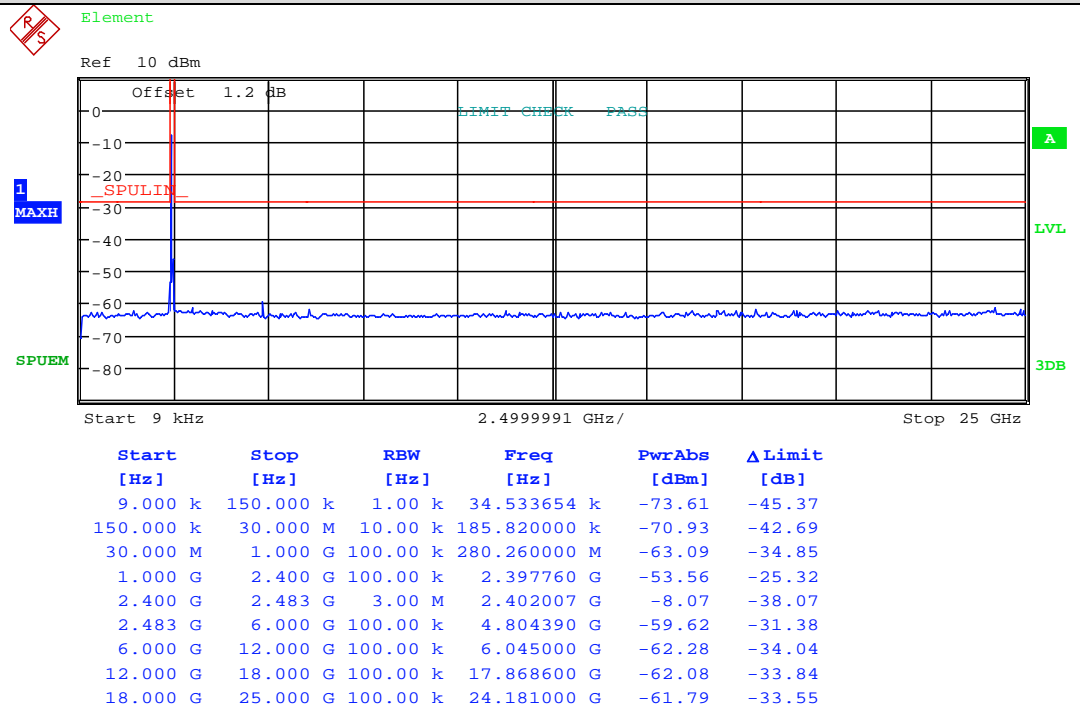 R S
Element
Ref 10 dBm
Offset 1.2 dB
0
LIMIT CHECK PASS
-10
A
-20
_SPULIN_
1
MAXH
-30
LVL
-40
-50
-60
-70
SPUEM
3DB
-80
Start 9 kHz 2.4999991 GHz/ Stop 25 GHz
Start Stop RBW Freq PwrAbs ΔLimit
[Hz] [Hz] [Hz] [Hz] [dBm] [dB]
9.000 k 150.000 k 1.00 k 34.533654 k -73.61 -45.37
150.000 k 30.000 M 10.00 k 185.820000 k -70.93 -42.69
30.000 M 1.000 G 100.00 k 280.260000 M -63.09 -34.85
1.000 G 2.400 G 100.00 k 2.397760 G -53.56 -25.32
2.400 G 2.483 G 3.00 M 2.402007 G -8.07 -38.07
2.483 G 6.000 G 100.00 k 4.804390 G -59.62 -31.38
6.000 G 12.000 G 100.00 k 6.045000 G -62.28 -34.04
12.000 G 18.000 G 100.00 k 17.868600 G -62.08 -33.84
18.000 G 25.000 G 100.00 k 24.181000 G -61.79 -33.55